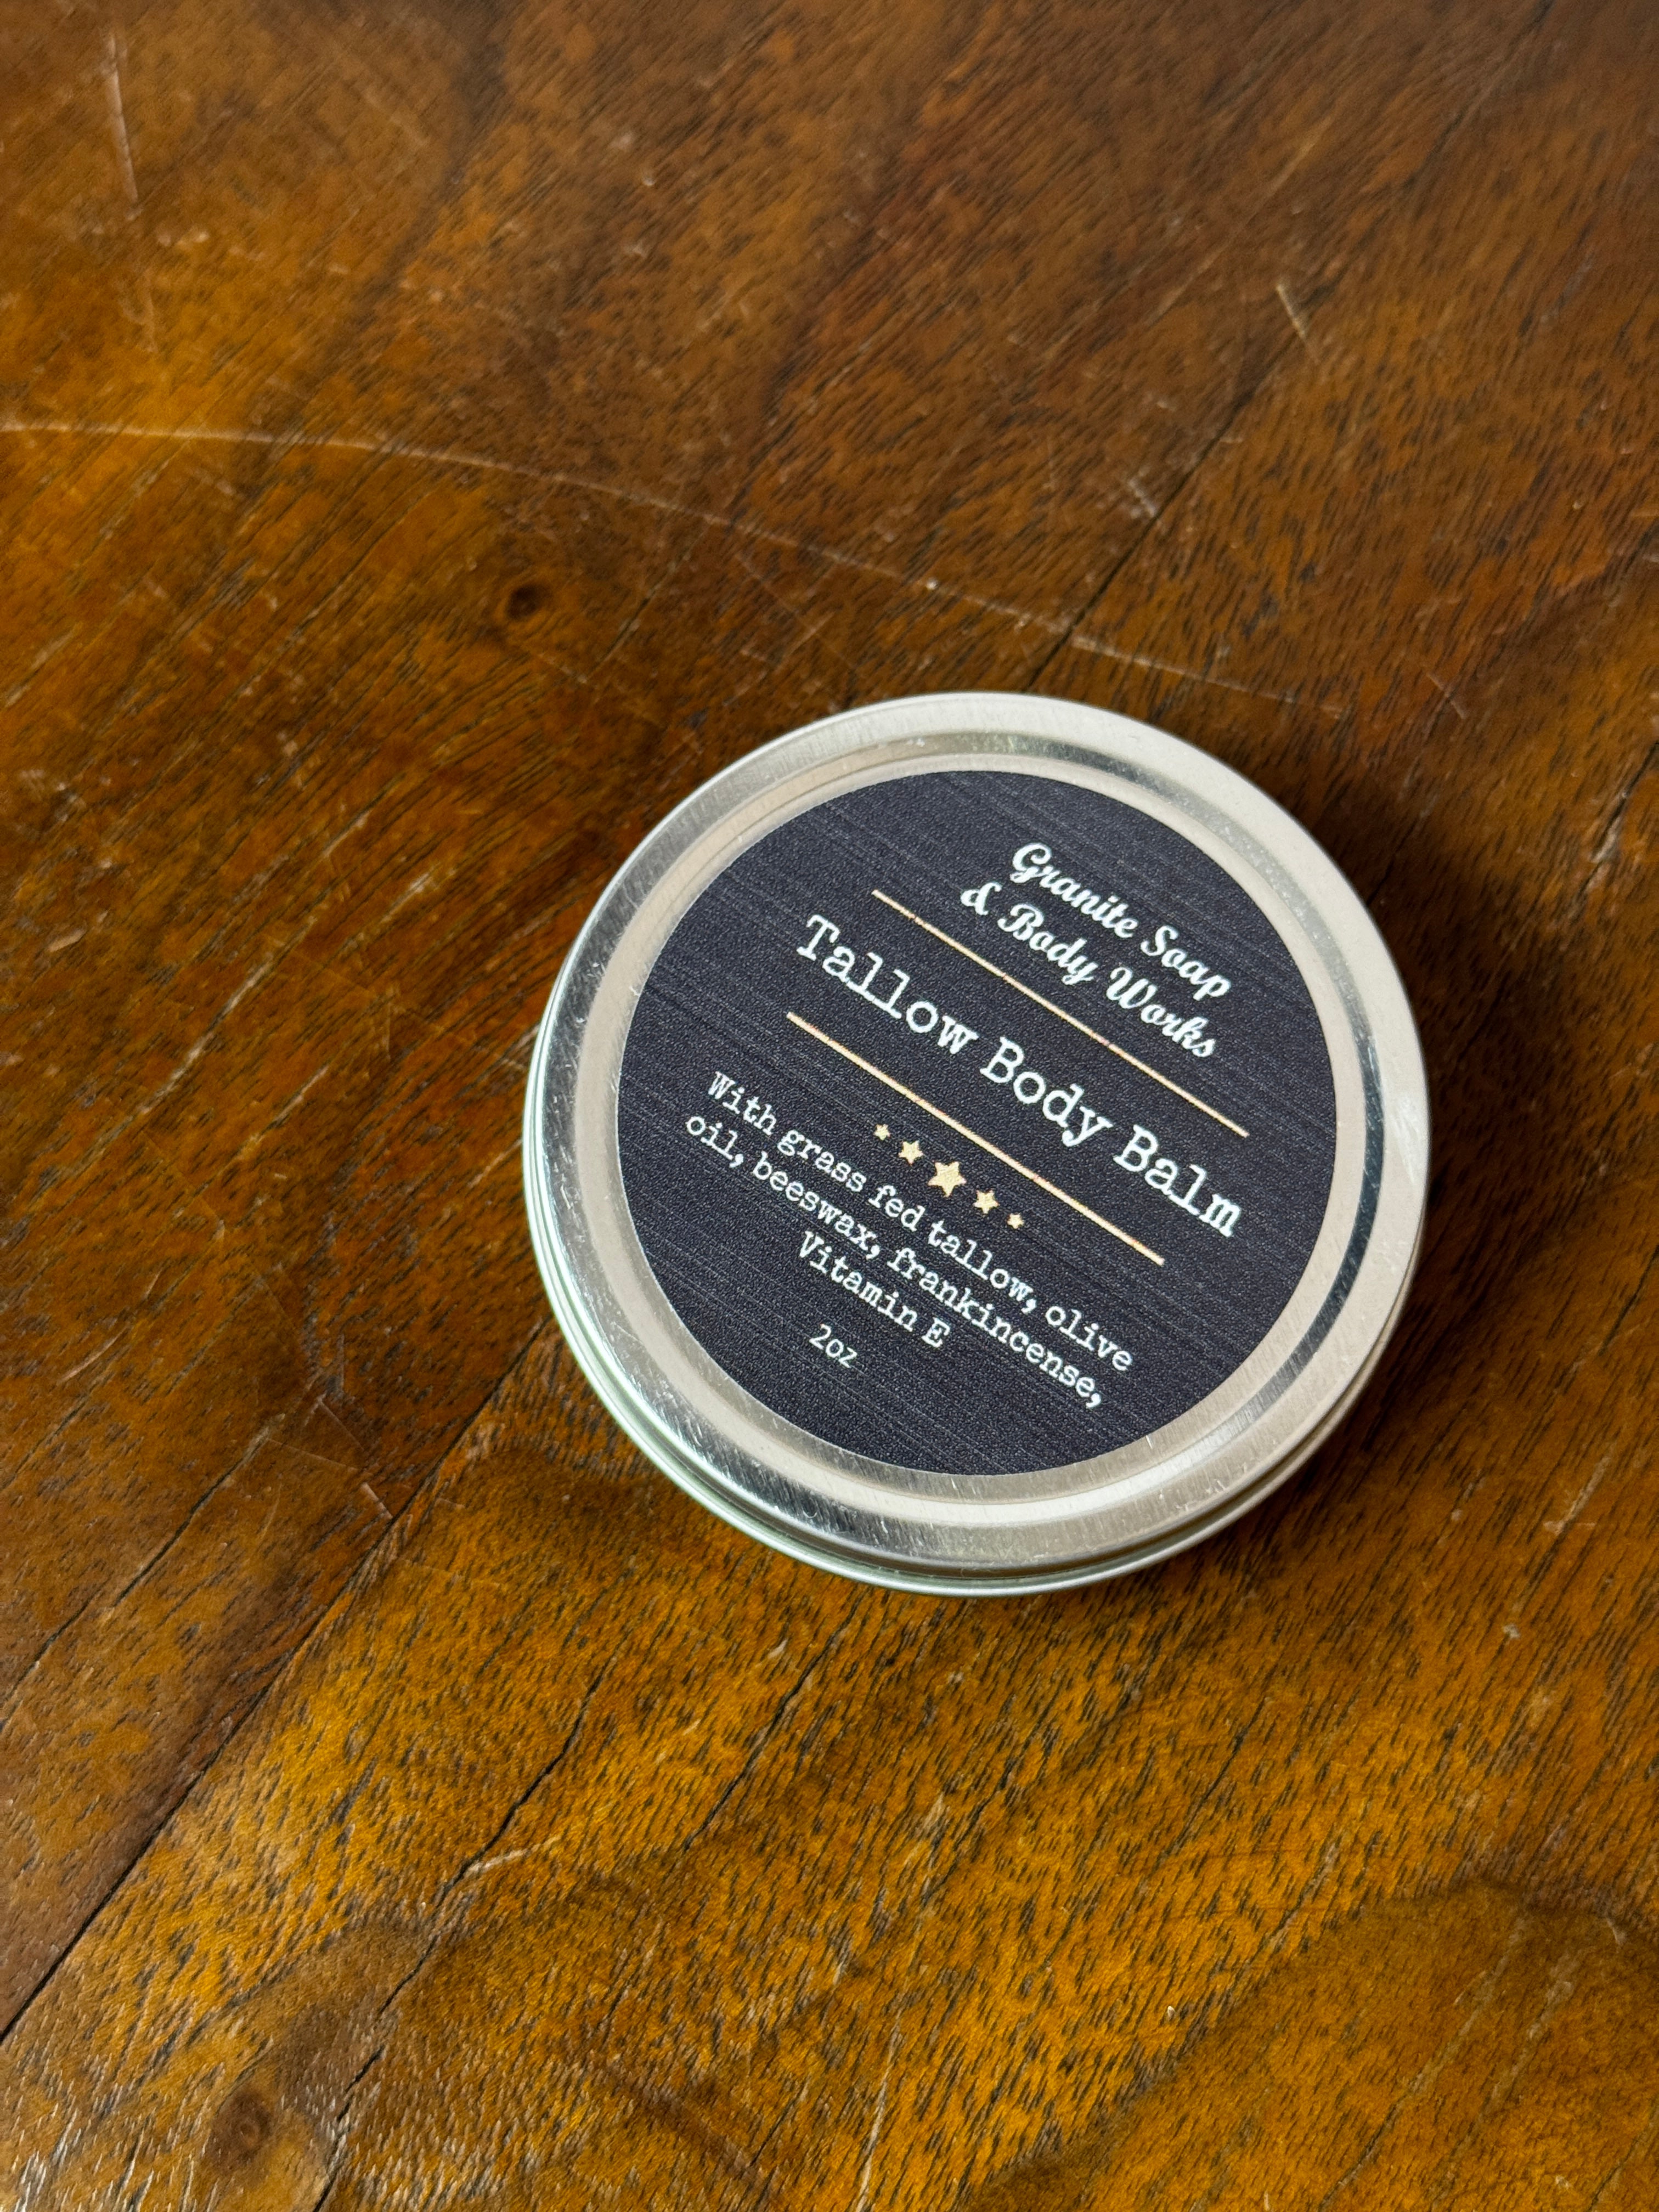 Granite Soap
& Body Works
Tallow Body Balm
With grass fed tallow, olive
oil, beeswax, frankincense,
Vitamin E
2oz